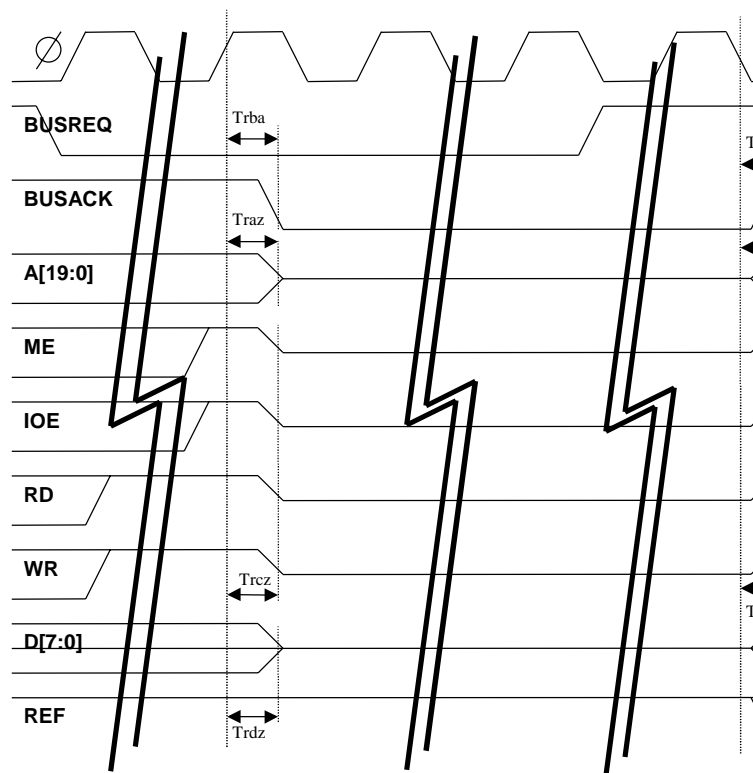 Ø
BUSREQ
Trba
T
BUSACK
Traz
A[19:0]
ME
IOE
RD
WR
Trcz
T
D[7:0]
REF
Trdz